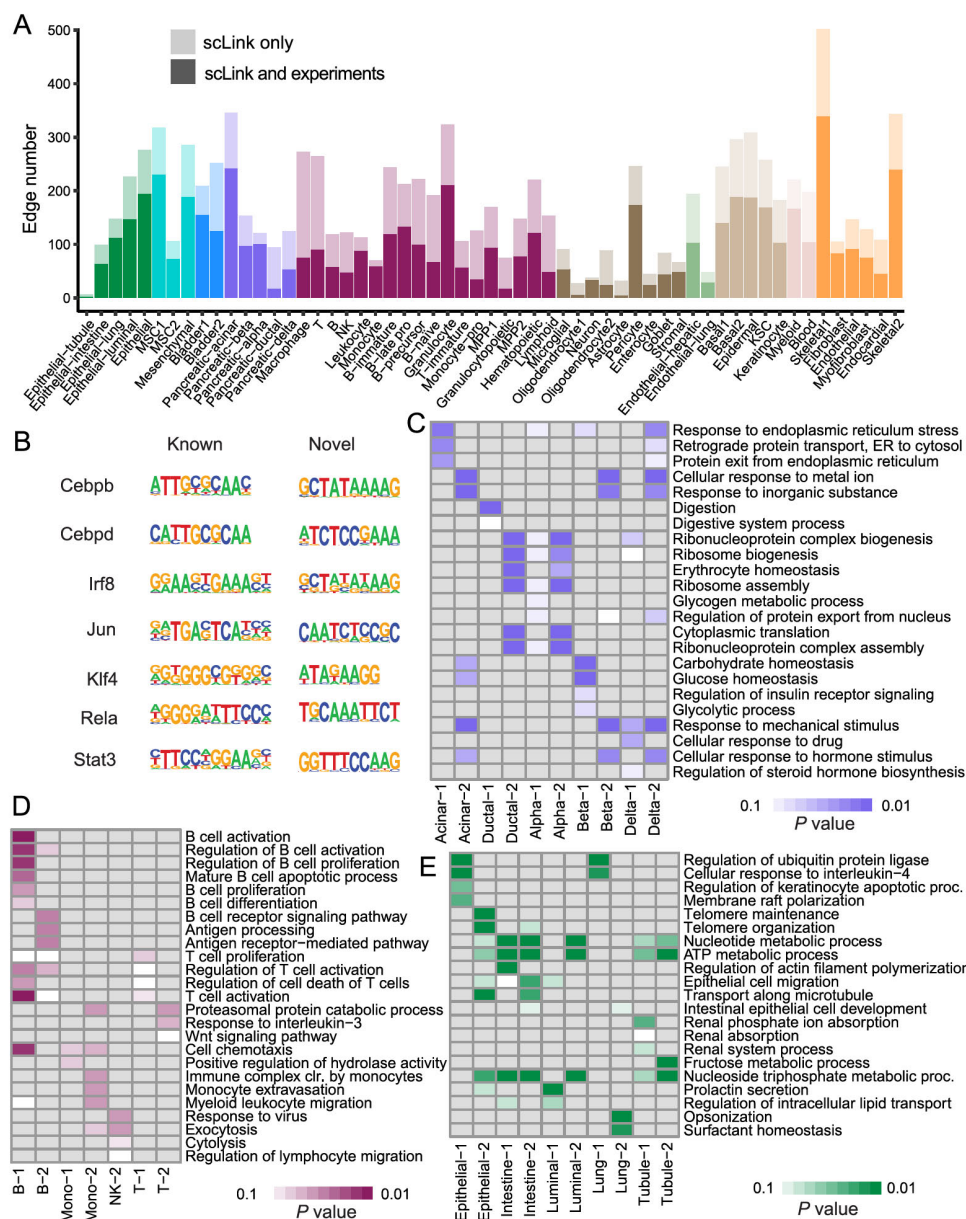 A
scLink only
scLink and experiments
Edge number
500
400
300
200
100
0
Epithelial-tubule
Epithelial-intestine
Epithelial-lung
Epithelial-luminal
Epithelial
MSC1
MSC2
Mesenchymal
Bladder1
Bladder2
Pancreatic-acinar
Pancreatic-beta
Pancreatic-alpha
Pancreatic-ductal
Pancreatic-delta
Macrophage
T
B
NK
Leukocyte
Monocyte
B-immature
B-late pro
B-precursor
B-naive
Granulocyte
T-immature
Monocyte pro
MPP1
Granulocytopoietic
MPP2
Hematopoietic
Lymphoid
Microglial
Oligodendrocyte1
Neuron
Oligodendrocyte2
Astrocyte
Pericyte
Enterocyte
Goblet
Stromal
Endothelial-hepatic
Endothelial-lung
Basal1
Basal2
Epidermal
KSC
Keratinocyte
Myeloid
Blood
Skeletal1
Fibroblast
Endothelial
Myofibroblast
Endocardial
Skeletal2
B
Known Novel
Cebpb ATTGCGCAAC GCTATAAAAG
Cebpd CATTGCGCAA ATCTCCGAAA
Irf8 GGAAGTGAAAGT GCTATATAAG
Jun GATGAGTCATCC CAATCTCCGC
Klf4 GGTGGGCGTGGC ATAGAAGG
Rela GGGGATTTCCC TGCAAATTCT
Stat3 CTTCCTGGAAGC GGTTTCCAAG
C
Response to endoplasmic reticulum stress
Retrograde protein transport, ER to cytosol
Protein exit from endoplasmic reticulum
Cellular response to metal ion
Response to inorganic substance
Digestion
Digestive system process
Ribonucleoprotein complex biogenesis
Ribosome biogenesis
Erythrocyte homeostasis
Ribosome assembly
Glycogen metabolic process
Regulation of protein export from nucleus
Cytoplasmic translation
Ribonucleoprotein complex assembly
Carbohydrate homeostasis
Glucose homeostasis
Regulation of insulin receptor signaling
Glycolytic process
Response to mechanical stimulus
Cellular response to drug
Cellular response to hormone stimulus
Regulation of steroid hormone biosynthesis
Acinar-1
Acinar-2
Ductal-1
Ductal-2
Alpha-1
Alpha-2
Beta-1
Beta-2
Delta-1
Delta-2
0.1 0.01
P value
D
B cell activation
Regulation of B cell activation
Regulation of B cell proliferation
Mature B cell apoptotic process
B cell proliferation
B cell differentiation
B cell receptor signaling pathway
Antigen processing
Antigen receptor-mediated pathway
T cell proliferation
Regulation of T cell activation
Regulation of cell death of T cells
T cell activation
Proteasomal protein catabolic process
Response to interleukin-3
Wnt signaling pathway
Cell chemotaxis
Positive regulation of hydrolase activity
Immune complex clr. by monocytes
Monocyte extravasation
Myeloid leukocyte migration
Response to virus
Exocytosis
Cytolysis
Regulation of lymphocyte migration
B-1
B-2
Mono-1
Mono-2
NK-2
T-1
T-2
0.1 0.01
P value
E
Regulation of ubiquitin protein ligase
Cellular response to interleukin-4
Regulation of keratinocyte apoptotic proc.
Membrane raft polarization
Telomere maintenance
Telomere organization
Nucleotide metabolic process
ATP metabolic process
Regulation of actin filament polymerization
Epithelial cell migration
Transport along microtubule
Intestinal epithelial cell development
Renal phosphate ion absorption
Renal absorption
Renal system process
Fructose metabolic process
Nucleoside triphosphate metabolic proc.
Prolactin secretion
Regulation of intracellular lipid transport
Opsonization
Surfactant homeostasis
Epithelial-1
Epithelial-2
Intestine-1
Intestine-2
Luminal-1
Luminal-2
Lung-1
Lung-2
Tubule-1
Tubule-2
0.1 0.01
P value